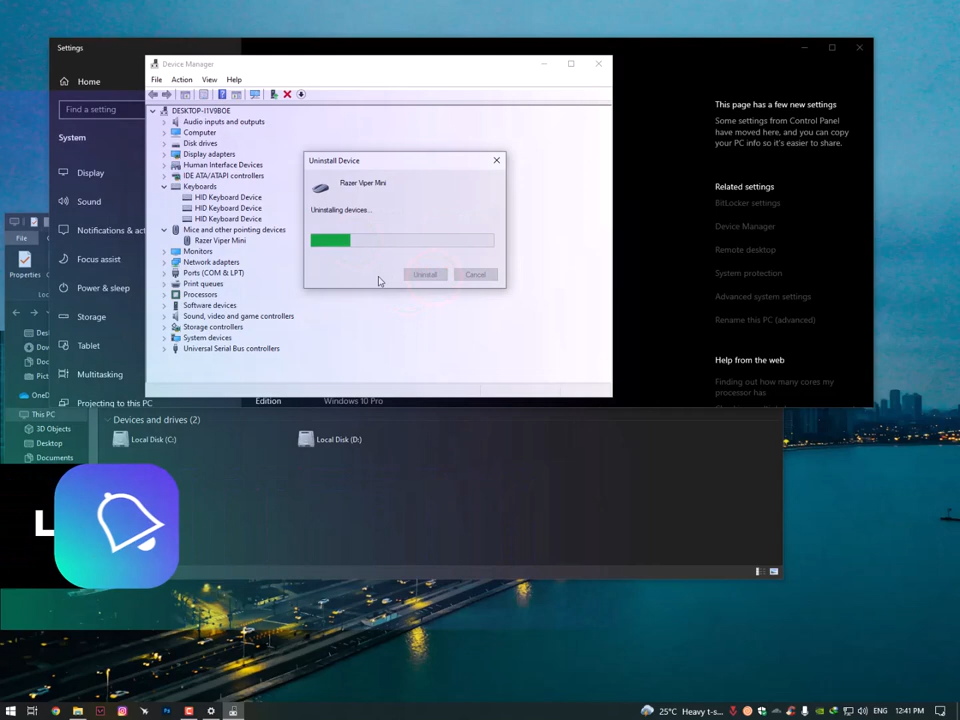 Settings
Home
Find a setting
System
Display
Sound
Notifications & act
Focus assist
Power & sleep
Storage
Tablet
Multitasking
Projecting to this PC
Edition
Windows 10 Pro
This page has a few new settings
Some settings from Control Panel
have moved here, and you can copy
your PC info so it's easier to share.
Related settings
BitLocker settings
Device Manager
Remote desktop
System protection
Advanced system settings
Rename this PC (advanced)
Help from the web
Finding out how many cores my
processor has
Device Manager
File
Action
View
Help
DESKTOP-I1V9BOE
Audio inputs and outputs
Computer
Disk drives
Display adapters
Human Interface Devices
IDE ATA/ATAPI controllers
Keyboards
HID Keyboard Device
HID Keyboard Device
HID Keyboard Device
Mice and other pointing devices
Razer Viper Mini
Monitors
Network adapters
Ports (COM & LPT)
Print queues
Processors
Software devices
Sound, video and game controllers
Storage controllers
System devices
Universal Serial Bus controllers
Uninstall Device
Razer Viper Mini
Uninstalling devices...
Uninstall
Cancel
File
Properties
Loc
Desk
Dov
Doc
Pict
OneD
This PC
3D Objects
Desktop
Documents
Devices and drives (2)
Local Disk (C:)
Local Disk (D:)
L
25°C Heavy t-s...
ENG
12:41 PM